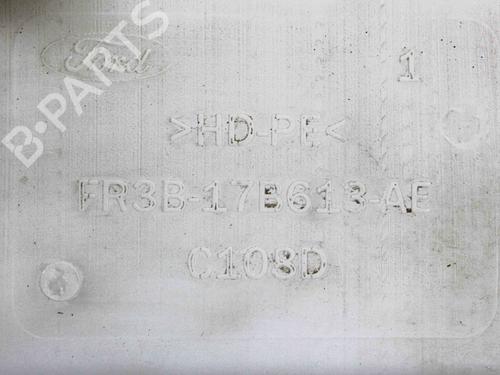 Ford
1
>HD-PE<
FR3B-17B613-AE
C108D
B-PARTS